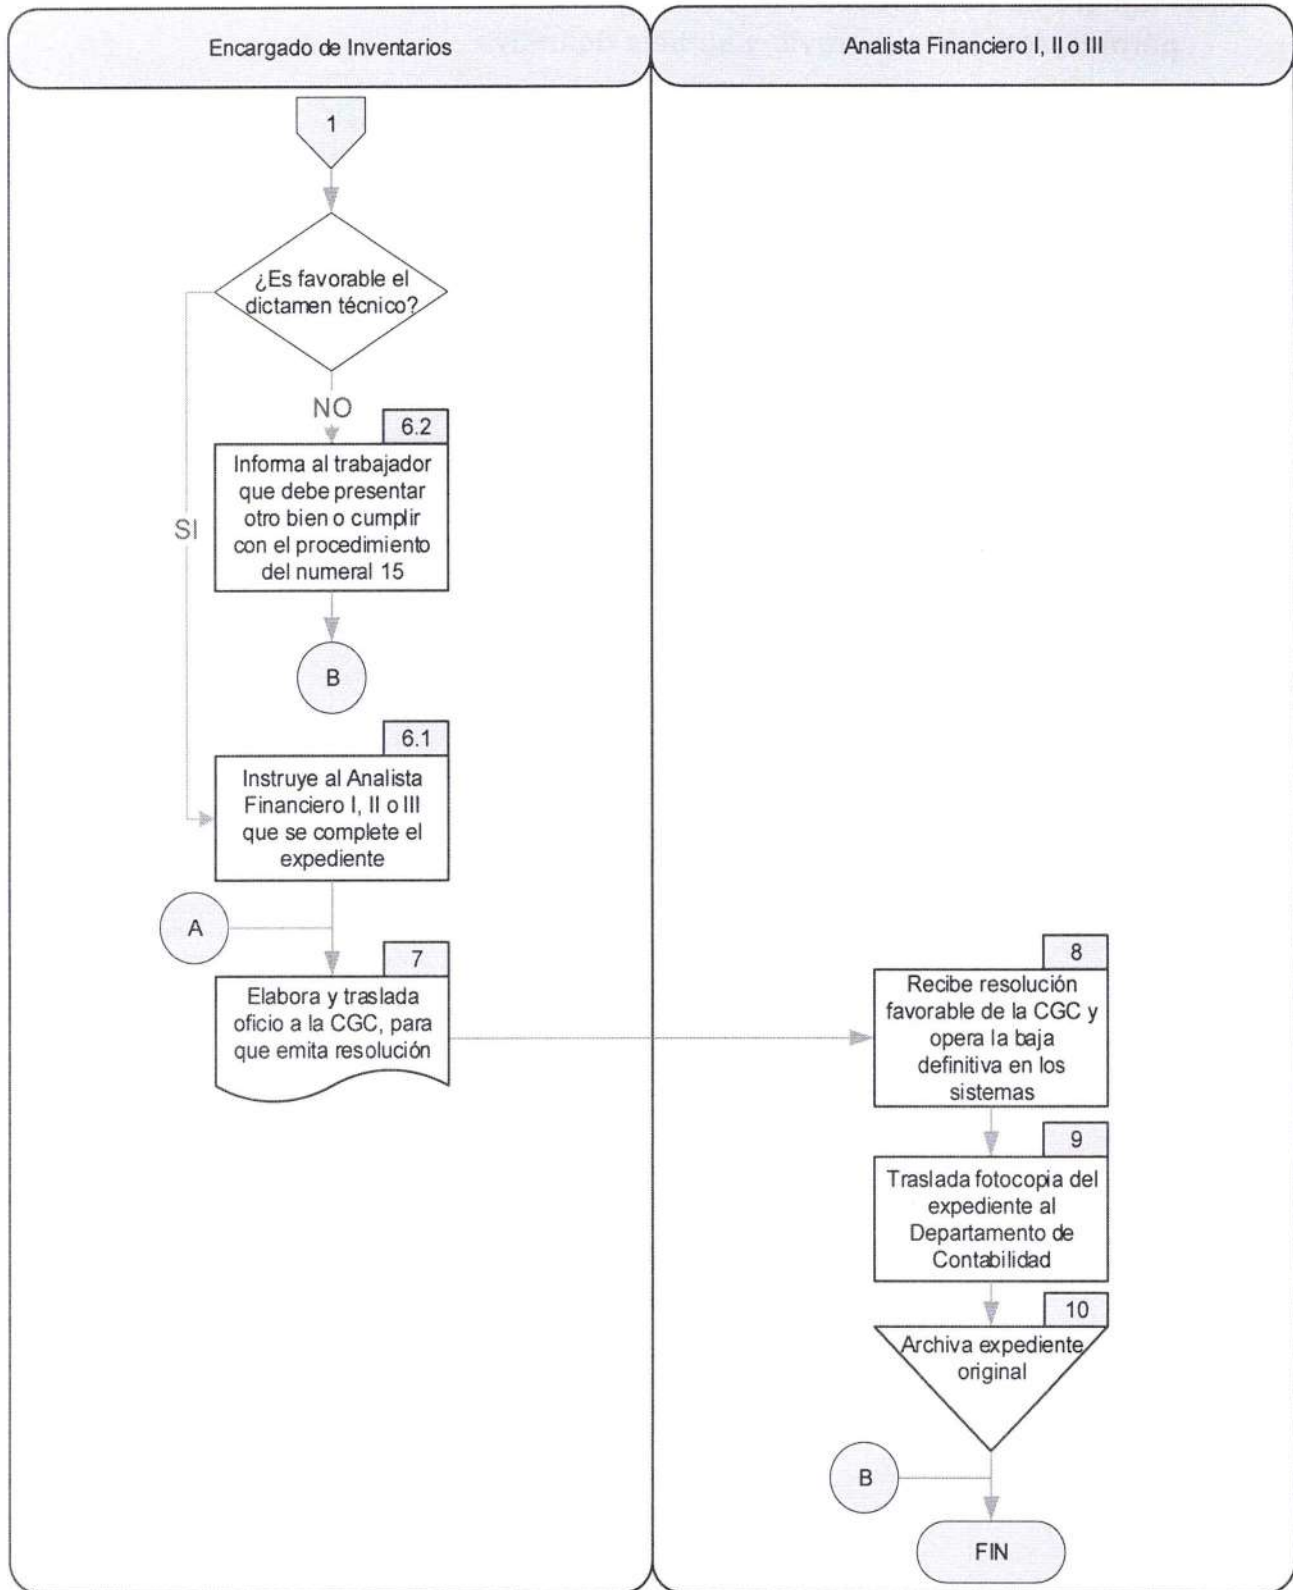 Encargado de Inventarios
Analista Financiero I, II o III
1
¿Es favorable el
dictamen técnico?
NO
SI
6.2
Informa al trabajador
que debe presentar
otro bien o cumplir
con el procedimiento
del numeral 15
B
6.1
Instruye al Analista
Financiero I, II o III
que se complete el
expediente
A
7
Elabora y traslada
oficio a la CGC, para
que emita resolución
8
Recibe resolución
favorable de la CGC y
opera la baja
definitiva en los
sistemas
9
Traslada fotocopia del
expediente al
Departamento de
Contabilidad
10
Archiva expediente
original
B
FIN